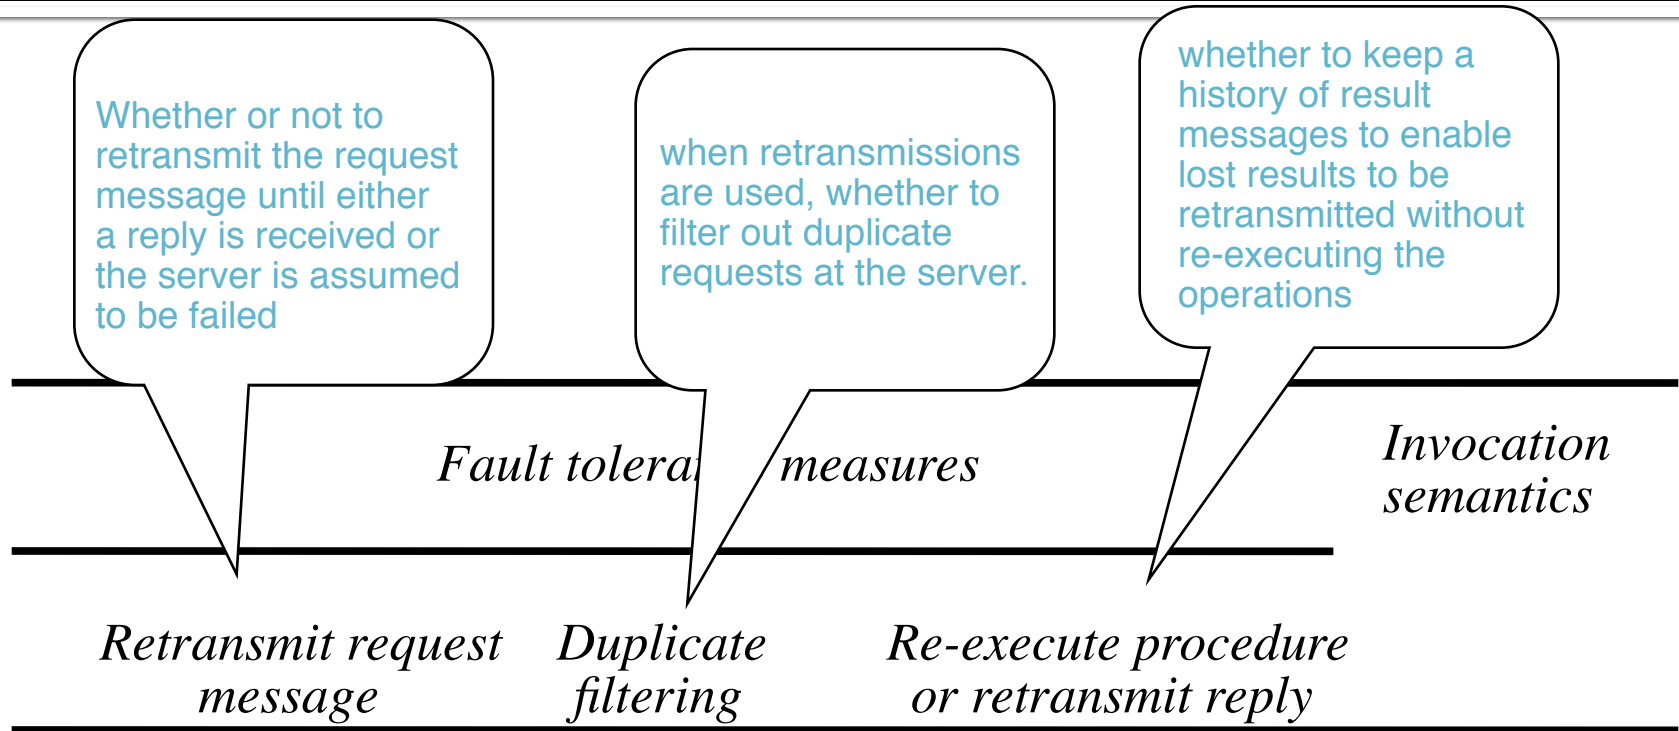 Whether or not to
retransmit the request
message until either
a reply is received or
the server is assumed
to be failed
when retransmissions
are used, whether to
filter out duplicate
requests at the server.
whether to keep a
history of result
messages to enable
lost results to be
retransmitted without
re-executing the
operations
Fault measures
Invocation
semantics
Retransmit request
message
Duplicate
filtering
Re-execute procedure
or retransmit reply